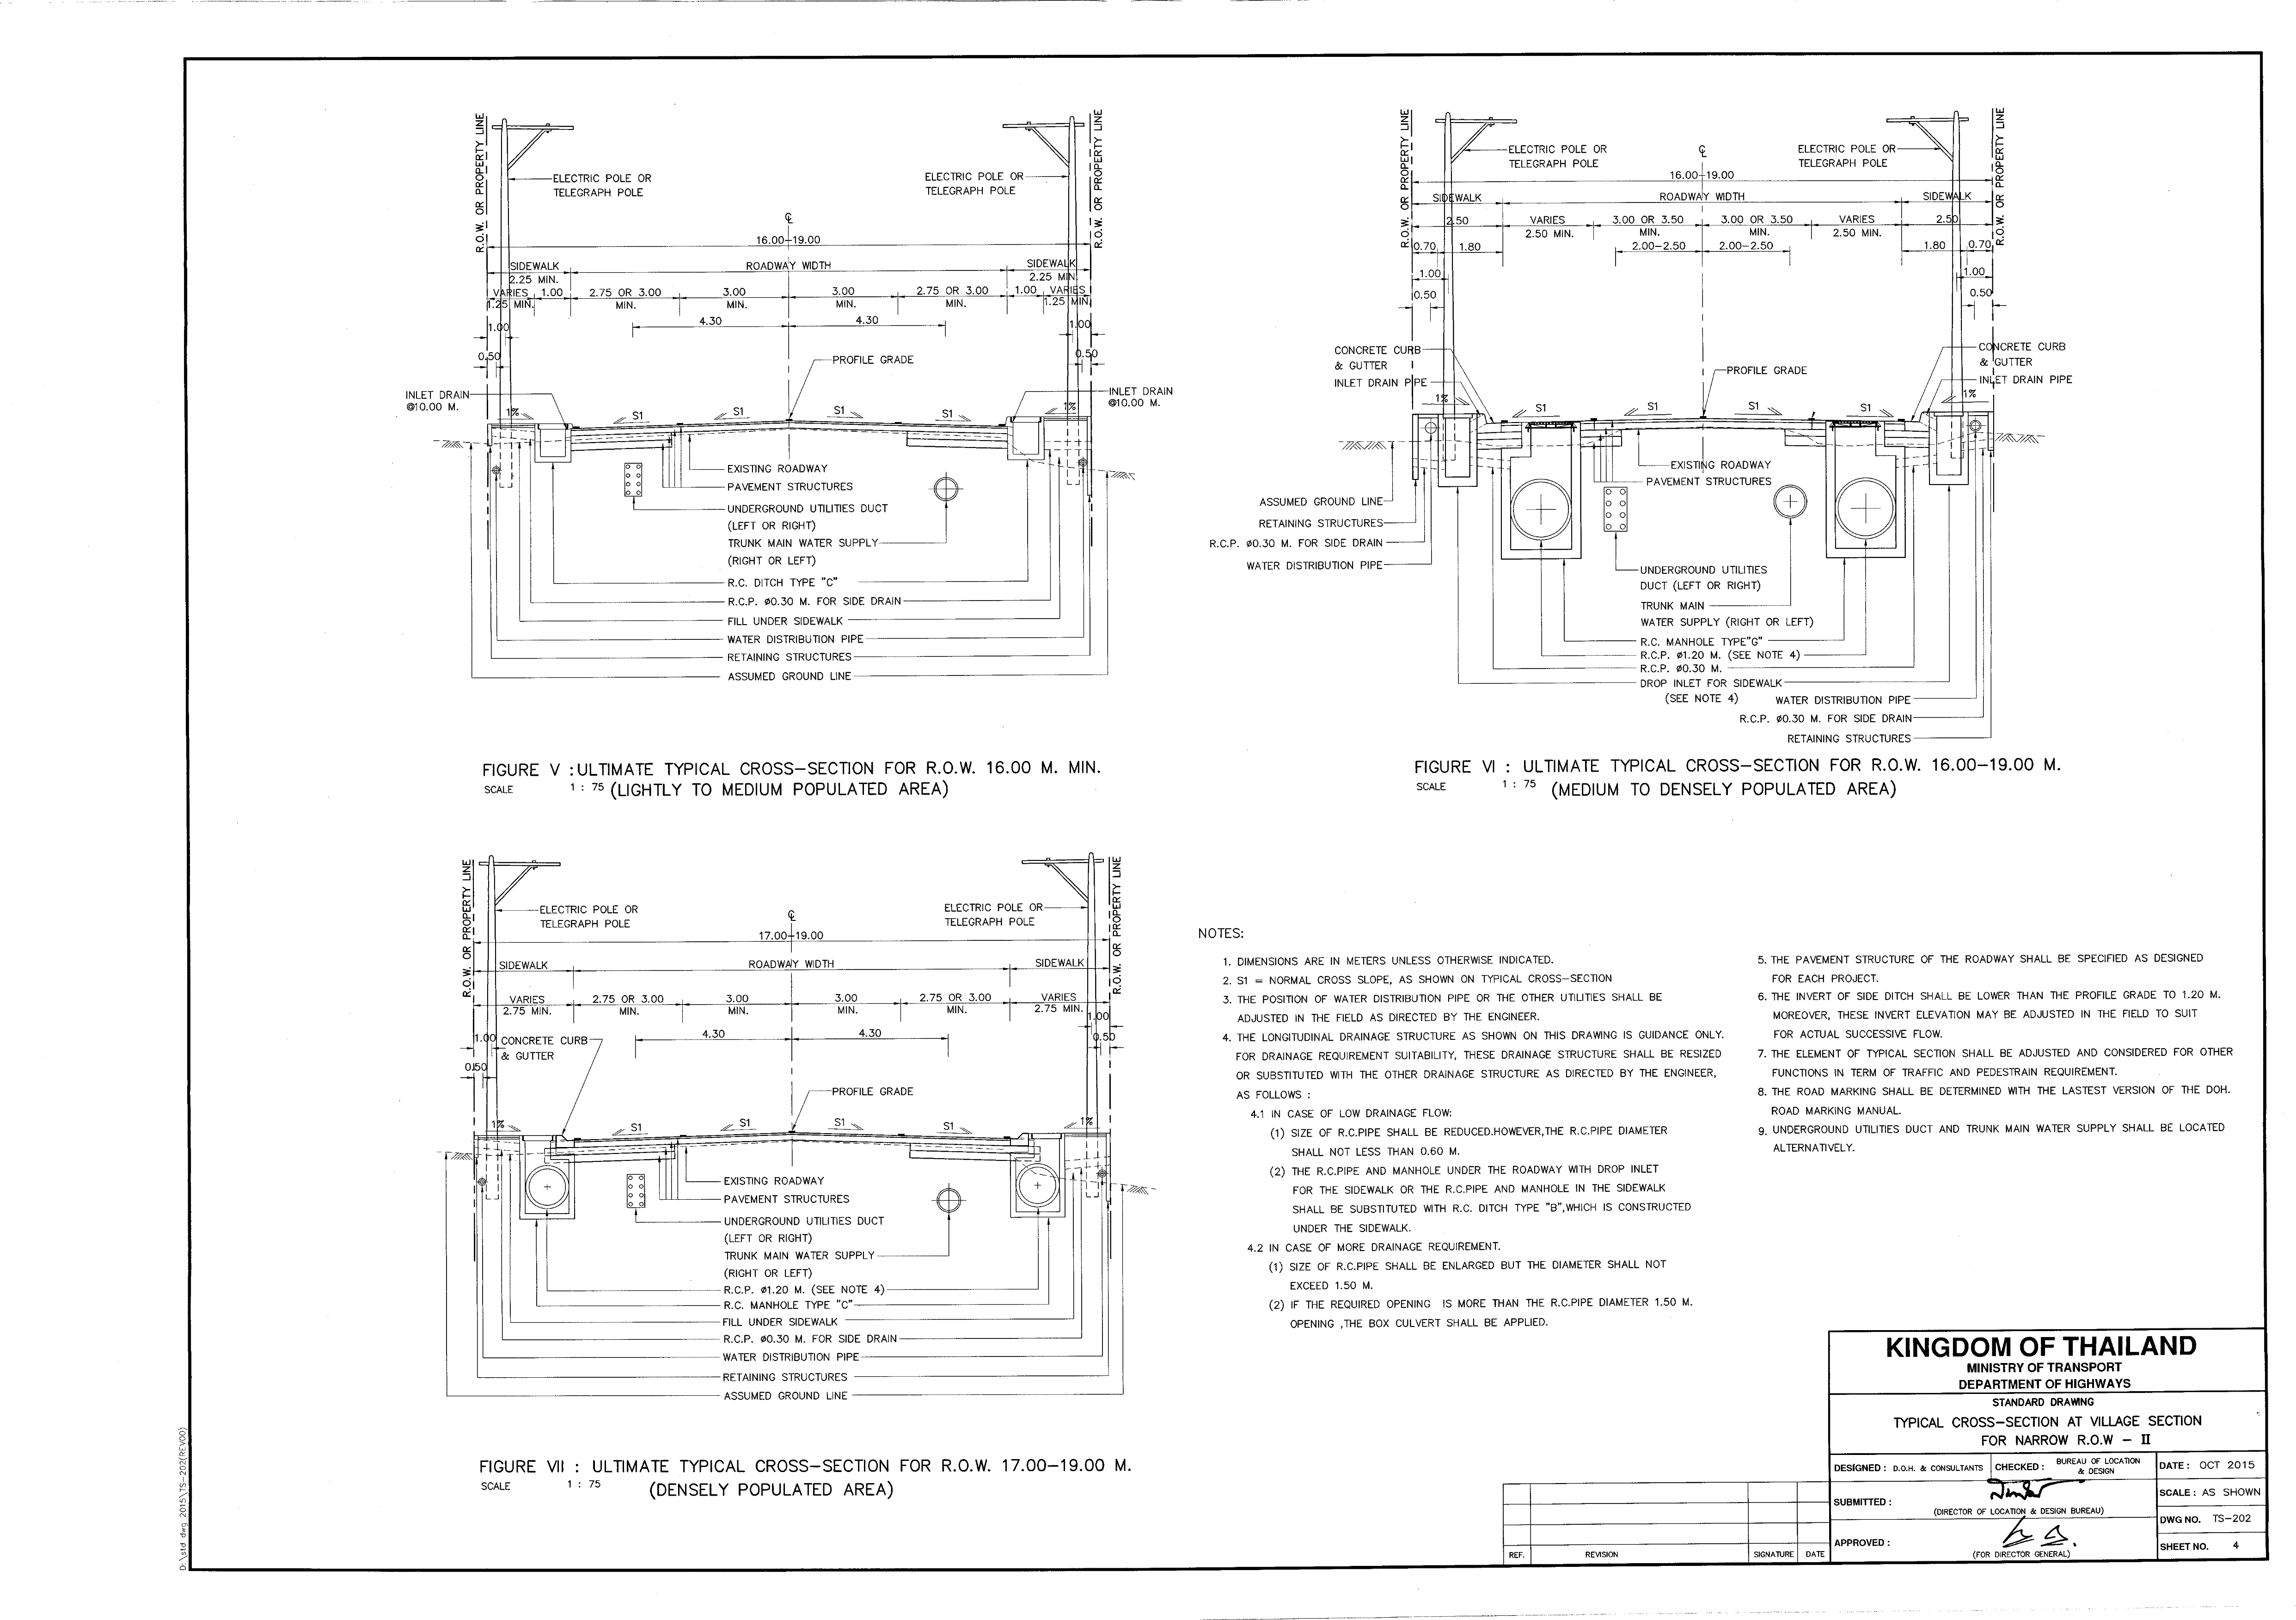 R.O.W. OR PROPERTY LINE
R.O.W. OR PROPERTY LINE
ELECTRIC POLE OR
TELEGRAPH POLE
ELECTRIC POLE OR
TELEGRAPH POLE
℄
16.00-19.00
SIDEWALK
ROADWAY WIDTH
SIDEWALK
2.25 MIN.
2.25 MIN.
VARIES
1.00
2.75 OR 3.00
3.00
3.00
2.75 OR 3.00
1.00
VARIES
1.25 MIN.
MIN.
MIN.
MIN.
MIN.
1.25 MIN.
4.30
4.30
1.00
1.00
0.50
0.50
PROFILE GRADE
INLET DRAIN
@10.00 M.
INLET DRAIN
@10.00 M.
1%
S1
S1
S1
S1
1%
EXISTING ROADWAY
PAVEMENT STRUCTURES
UNDERGROUND UTILITIES DUCT
(LEFT OR RIGHT)
TRUNK MAIN WATER SUPPLY
(RIGHT OR LEFT)
R.C. DITCH TYPE "C"
R.C.P. ø0.30 M. FOR SIDE DRAIN
FILL UNDER SIDEWALK
WATER DISTRIBUTION PIPE
RETAINING STRUCTURES
ASSUMED GROUND LINE
FIGURE V : ULTIMATE TYPICAL CROSS-SECTION FOR R.O.W. 16.00 M. MIN.
SCALE 1 : 75 (LIGHTLY TO MEDIUM POPULATED AREA)
R.O.W. OR PROPERTY LINE
R.O.W. OR PROPERTY LINE
ELECTRIC POLE OR
TELEGRAPH POLE
℄
ELECTRIC POLE OR
TELEGRAPH POLE
16.00-19.00
SIDEWALK
ROADWAY WIDTH
SIDEWALK
2.50
VARIES
3.00 OR 3.50
3.00 OR 3.50
VARIES
2.50
2.50 MIN.
MIN.
MIN.
2.50 MIN.
0.70
1.80
2.00-2.50
2.00-2.50
1.80
0.70
1.00
1.00
0.50
0.50
CONCRETE CURB
& GUTTER
INLET DRAIN PIPE
CONCRETE CURB
& GUTTER
INLET DRAIN PIPE
PROFILE GRADE
1%
S1
S1
S1
S1
1%
EXISTING ROADWAY
PAVEMENT STRUCTURES
ASSUMED GROUND LINE
RETAINING STRUCTURES
R.C.P. ø0.30 M. FOR SIDE DRAIN
WATER DISTRIBUTION PIPE
UNDERGROUND UTILITIES
DUCT (LEFT OR RIGHT)
TRUNK MAIN
WATER SUPPLY (RIGHT OR LEFT)
R.C. MANHOLE TYPE"G"
R.C.P. ø1.20 M. (SEE NOTE 4)
R.C.P. ø0.30 M.
DROP INLET FOR SIDEWALK
(SEE NOTE 4)
WATER DISTRIBUTION PIPE
R.C.P. ø0.30 M. FOR SIDE DRAIN
RETAINING STRUCTURES
FIGURE VI : ULTIMATE TYPICAL CROSS-SECTION FOR R.O.W. 16.00-19.00 M.
SCALE 1 : 75 (MEDIUM TO DENSELY POPULATED AREA)
R.O.W. OR PROPERTY LINE
R.O.W. OR PROPERTY LINE
ELECTRIC POLE OR
TELEGRAPH POLE
℄
ELECTRIC POLE OR
TELEGRAPH POLE
17.00-19.00
SIDEWALK
ROADWAY WIDTH
SIDEWALK
VARIES
2.75 OR 3.00
3.00
3.00
2.75 OR 3.00
VARIES
2.75 MIN.
MIN.
MIN.
MIN.
MIN.
2.75 MIN.
1.00
4.30
4.30
1.00
CONCRETE CURB
& GUTTER
0.50
0.50
PROFILE GRADE
1%
S1
S1
S1
S1
1%
EXISTING ROADWAY
PAVEMENT STRUCTURES
UNDERGROUND UTILITIES DUCT
(LEFT OR RIGHT)
TRUNK MAIN WATER SUPPLY
(RIGHT OR LEFT)
R.C.P. ø1.20 M. (SEE NOTE 4)
R.C. MANHOLE TYPE "C"
FILL UNDER SIDEWALK
R.C.P. ø0.30 M. FOR SIDE DRAIN
WATER DISTRIBUTION PIPE
RETAINING STRUCTURES
ASSUMED GROUND LINE
FIGURE VII : ULTIMATE TYPICAL CROSS-SECTION FOR R.O.W. 17.00-19.00 M.
SCALE 1 : 75 (DENSELY POPULATED AREA)
NOTES:
1. DIMENSIONS ARE IN METERS UNLESS OTHERWISE INDICATED.
2. S1 = NORMAL CROSS SLOPE, AS SHOWN ON TYPICAL CROSS-SECTION
3. THE POSITION OF WATER DISTRIBUTION PIPE OR THE OTHER UTILITIES SHALL BE
ADJUSTED IN THE FIELD AS DIRECTED BY THE ENGINEER.
4. THE LONGITUDINAL DRAINAGE STRUCTURE AS SHOWN ON THIS DRAWING IS GUIDANCE ONLY.
FOR DRAINAGE REQUIREMENT SUITABILITY, THESE DRAINAGE STRUCTURE SHALL BE RESIZED
OR SUBSTITUTED WITH THE OTHER DRAINAGE STRUCTURE AS DIRECTED BY THE ENGINEER,
AS FOLLOWS :
4.1 IN CASE OF LOW DRAINAGE FLOW:
(1) SIZE OF R.C.PIPE SHALL BE REDUCED.HOWEVER,THE R.C.PIPE DIAMETER
SHALL NOT LESS THAN 0.60 M.
(2) THE R.C.PIPE AND MANHOLE UNDER THE ROADWAY WITH DROP INLET
FOR THE SIDEWALK OR THE R.C.PIPE AND MANHOLE IN THE SIDEWALK
SHALL BE SUBSTITUTED WITH R.C. DITCH TYPE "B",WHICH IS CONSTRUCTED
UNDER THE SIDEWALK.
4.2 IN CASE OF MORE DRAINAGE REQUIREMENT.
(1) SIZE OF R.C.PIPE SHALL BE ENLARGED BUT THE DIAMETER SHALL NOT
EXCEED 1.50 M.
(2) IF THE REQUIRED OPENING IS MORE THAN THE R.C.PIPE DIAMETER 1.50 M.
OPENING ,THE BOX CULVERT SHALL BE APPLIED.
5. THE PAVEMENT STRUCTURE OF THE ROADWAY SHALL BE SPECIFIED AS DESIGNED
FOR EACH PROJECT.
6. THE INVERT OF SIDE DITCH SHALL BE LOWER THAN THE PROFILE GRADE TO 1.20 M.
MOREOVER, THESE INVERT ELEVATION MAY BE ADJUSTED IN THE FIELD TO SUIT
FOR ACTUAL SUCCESSIVE FLOW.
7. THE ELEMENT OF TYPICAL SECTION SHALL BE ADJUSTED AND CONSIDERED FOR OTHER
FUNCTIONS IN TERM OF TRAFFIC AND PEDESTRAIN REQUIREMENT.
8. THE ROAD MARKING SHALL BE DETERMINED WITH THE LASTEST VERSION OF THE DOH.
ROAD MARKING MANUAL.
9. UNDERGROUND UTILITIES DUCT AND TRUNK MAIN WATER SUPPLY SHALL BE LOCATED
ALTERNATIVELY.
KINGDOM OF THAILAND
MINISTRY OF TRANSPORT
DEPARTMENT OF HIGHWAYS
STANDARD DRAWING
TYPICAL CROSS-SECTION AT VILLAGE SECTION
FOR NARROW R.O.W - II
DESIGNED : D.O.H. & CONSULTANTS
CHECKED : BUREAU OF LOCATION
& DESIGN
DATE : OCT 2015
SUBMITTED :
(DIRECTOR OF LOCATION & DESIGN BUREAU)
SCALE : AS SHOWN
DWG NO. TS-202
APPROVED :
(FOR DIRECTOR GENERAL)
SHEET NO. 4
REF.
REVISION
SIGNATURE
DATE
D:\std dwg 2015\TS-202(REV00)